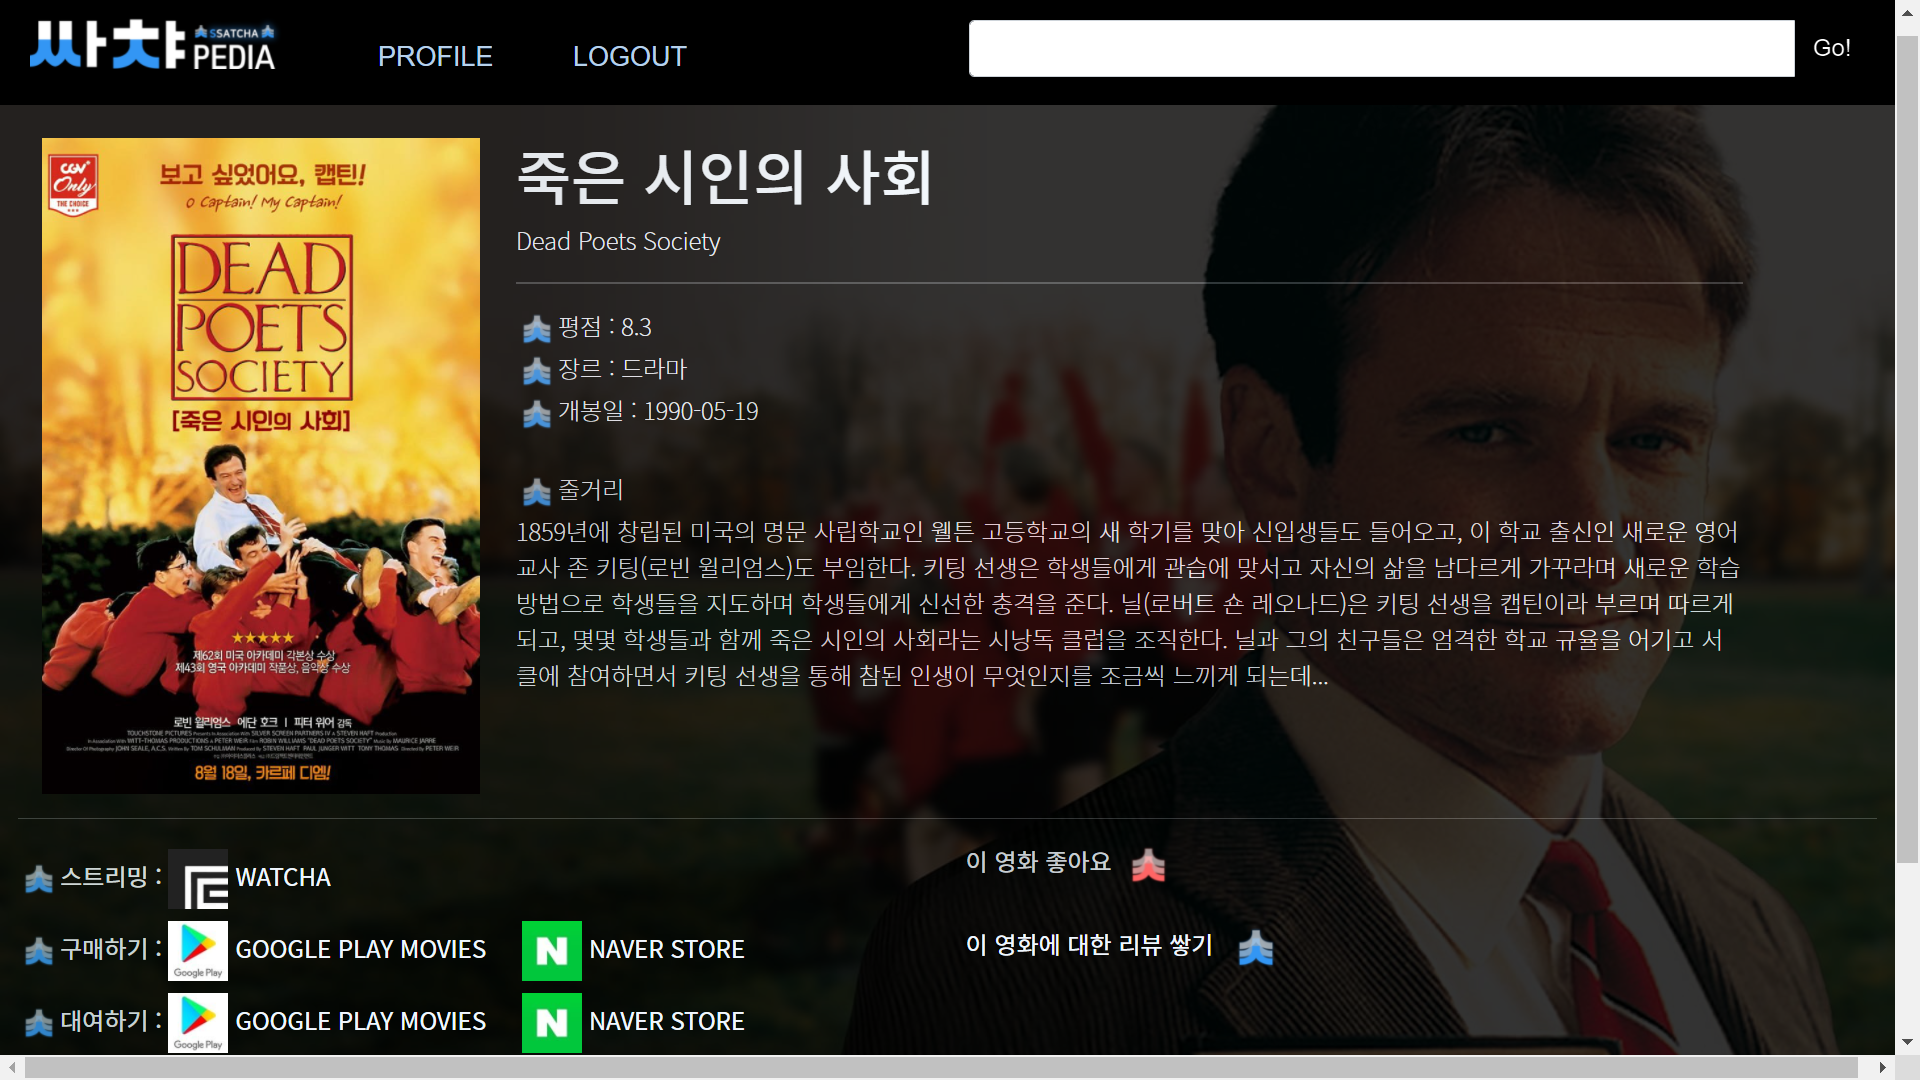 싸챠 SSATCHA PEDIA
PROFILE
LOGOUT
Go!
CGV Only THE CHOICE
보고 싶었어요, 캡틴!
O Captain! My Captain!
DEAD
POETS
SOCIETY
[죽은 시인의 사회]
제62회 미국 아카데미 각본상 수상
제43회 영국 아카데미 작품상, 음악상 수상
로빈 윌리엄스 에단 호크 | 피터 위어 감독
8월 18일, 카르페 디엠!
죽은 시인의 사회
Dead Poets Society
평점 : 8.3
장르 : 드라마
개봉일 : 1990-05-19
줄거리
1859년에 창립된 미국의 명문 사립학교인 웰튼 고등학교의 새 학기를 맞아 신입생들도 들어오고, 이 학교 출신인 새로운 영어
교사 존 키팅(로빈 윌리엄스)도 부임한다. 키팅 선생은 학생들에게 관습에 맞서고 자신의 삶을 남다르게 가꾸라며 새로운 학습
방법으로 학생들을 지도하며 학생들에게 신선한 충격을 준다. 닐(로버트 숀 레오나드)은 키팅 선생을 캡틴이라 부르며 따르게
되고, 몇몇 학생들과 함께 죽은 시인의 사회라는 시낭독 클럽을 조직한다. 닐과 그의 친구들은 엄격한 학교 규율을 어기고 서
클에 참여하면서 키팅 선생을 통해 참된 인생이 무엇인지를 조금씩 느끼게 되는데...
스트리밍 : WATCHA
구매하기 : Google Play GOOGLE PLAY MOVIES N NAVER STORE
대여하기 : Google Play GOOGLE PLAY MOVIES N NAVER STORE
이 영화 좋아요
이 영화에 대한 리뷰 쌓기